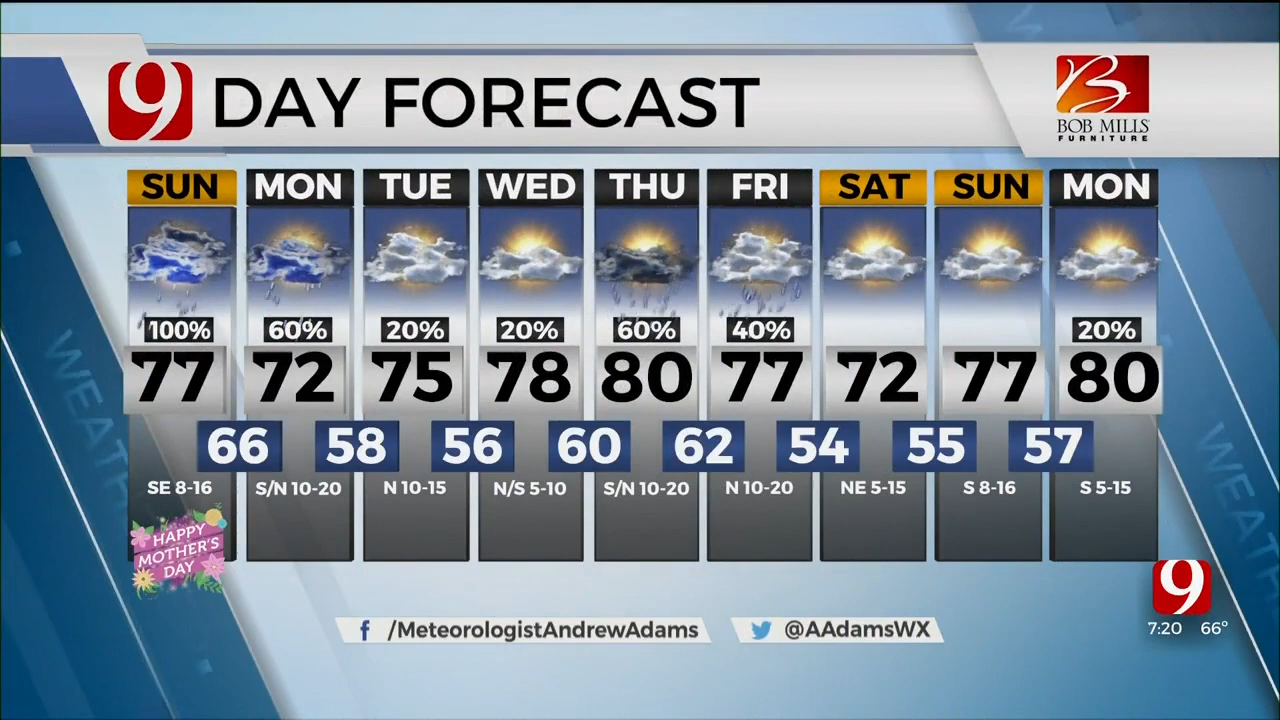 9 DAY FORECAST
BOB MILLS
FURNITURE
SUN MON TUE WED THU FRI SAT SUN MON
100% 60% 20% 20% 60% 40% 20%
77 72 75 78 80 77 72 77 80
66 58 56 60 62 54 55 57
SE 8-16 S/N 10-20 N 10-15 N/S 5-10 S/N 10-20 N 10-20 NE 5-15 S 8-16 S 5-15
HAPPY
MOTHER'S
DAY
/MeteorologistAndrewAdams @AAdamsWX
9
7:20 66°
WEATH
WEATH